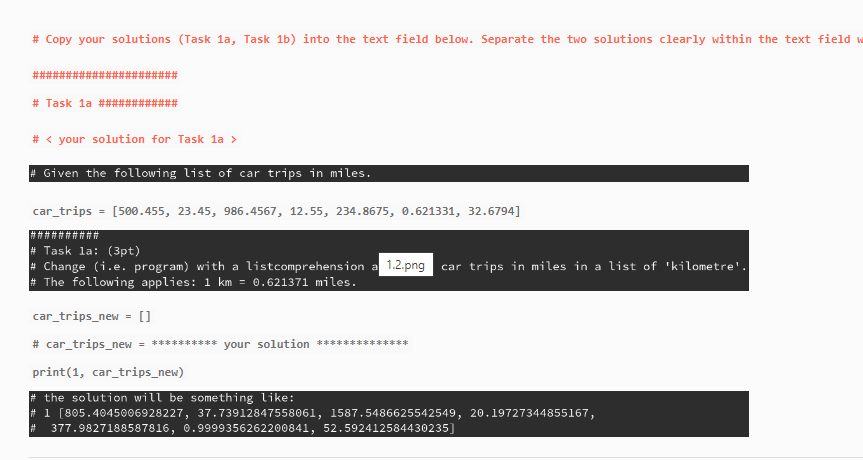 # Copy your solutions (Task 1a, Task 1b) into the text field below. Separate the two solutions clearly within the text field
######################
# Task 1a ############
# < your solution for Task 1a >
# Given the following list of car trips in miles.
car_trips = [500.455, 23.45, 986.4567, 12.55, 234.8675, 0.621331, 32.6794]
##########
# Task 1a: (3pt)
# Change (i.e. program) with a listcomprehension a 1.2.png car trips in miles in a list of 'kilometre'.
# The following applies: 1 km = 0.621371 miles.
car_trips_new = []
# car_trips_new = ********** your solution **************
print(1, car_trips_new)
# the solution will be something like:
# 1 [805.4045006928227, 37.73912847558061, 1587.5486625542549, 20.19727344855167,
# 377.9827188587816, 0.9999356262200841, 52.592412584430235]